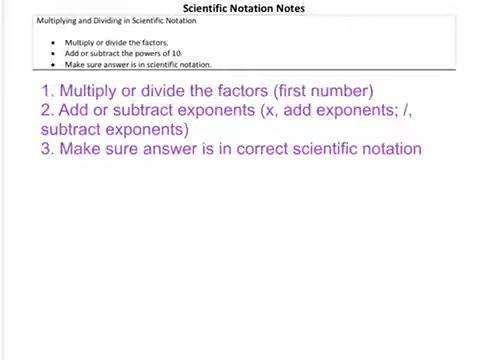 Scientific Notation Notes
Multiplying and Dividing in Scientific Notation
• Multiply or divide the factors.
• Add or subtract the powers of 10.
• Make sure answer is in scientific notation.
1. Multiply or divide the factors (first number)
2. Add or subtract exponents (x, add exponents; /,
subtract exponents)
3. Make sure answer is in correct scientific notation